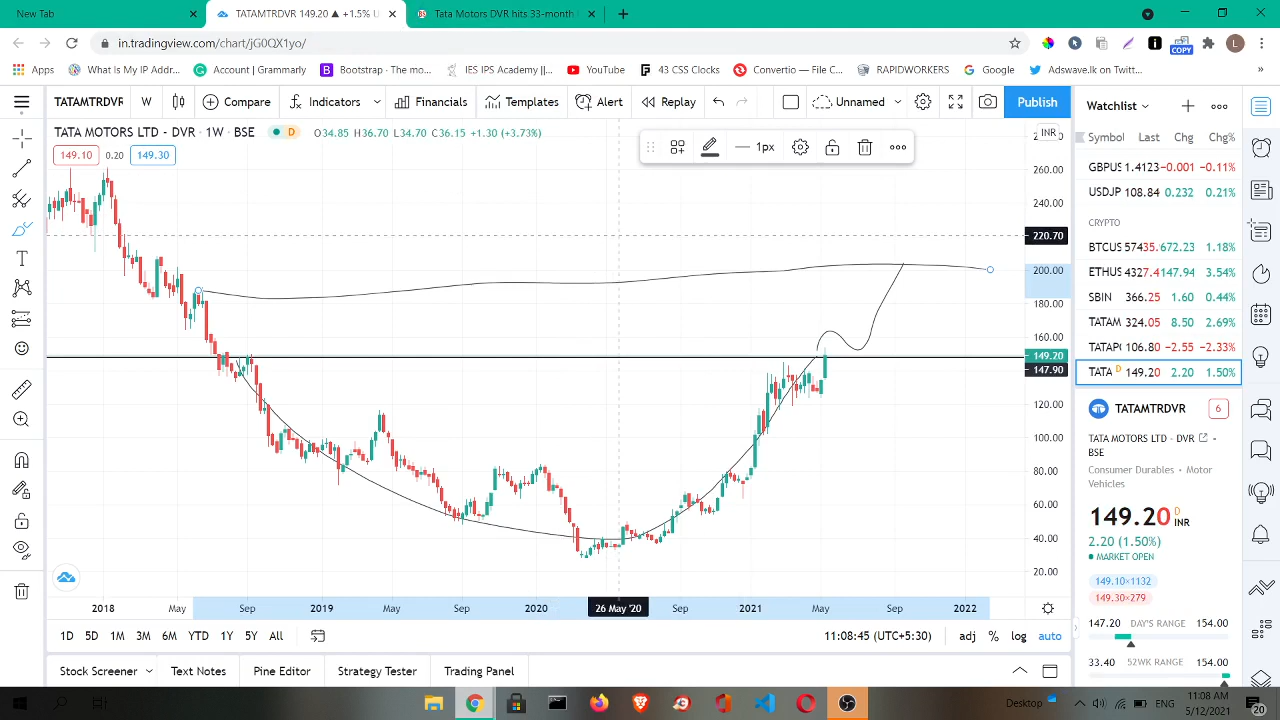 New Tab
TATAMTRDVR 149.20 ▲ +1.5% U
Tata Motors DVR hits 33-month
in.tradingview.com/chart/jG0QX1yo/
COPY
L
Apps
What Is My IP Addr...
Account | Grammarly
Bootstrap · The mo...
IES IPS Academy ||...
YouTube
43 CSS Clocks
Convertio — File C...
RAPIDWORKERS
Google
Adswave.lk on Twitt...
TATAMTRDVR
W
Compare
Indicators
Financials
Templates
Alert
Replay
Unnamed
Publish
Watchlist
TATA MOTORS LTD - DVR · 1W · BSE
D
O34.85 H36.70 L34.70 C36.15 +1.30 (+3.73%)
149.10
0.20
149.30
1px
INR
260.00
240.00
220.70
200.00
180.00
160.00
149.20
147.90
120.00
100.00
80.00
60.00
40.00
20.00
2018
May
Sep
2019
May
Sep
2020
26 May '20
Sep
2021
May
Sep
2022
Symbol Last Chg Chg%
GBPUS 1.4123 −0.001 −0.11%
USDJP 108.84 0.232 0.21%
CRYPTO
BTCUS 57435. 672.23 1.18%
ETHUS 4327.4 147.94 3.54%
SBIN 366.25 1.60 0.44%
TATAM 324.05 8.50 2.69%
TATAP 106.80 −2.55 −2.33%
TATA D 149.20 2.20 1.50%
TATAMTRDVR
6
TATA MOTORS LTD - DVR
BSE
Consumer Durables • Motor
Vehicles
149.20 D INR
2.20 (1.50%)
MARKET OPEN
149.10×1132
149.30×279
147.20 DAY'S RANGE 154.00
33.40 52WK RANGE 154.00
1D 5D 1M 3M 6M YTD 1Y 5Y All
11:08:45 (UTC+5:30)
adj % log auto
Stock Screener
Text Notes
Pine Editor
Strategy Tester
Trading Panel
Desktop
ENG
11:08 AM
5/12/2021
20